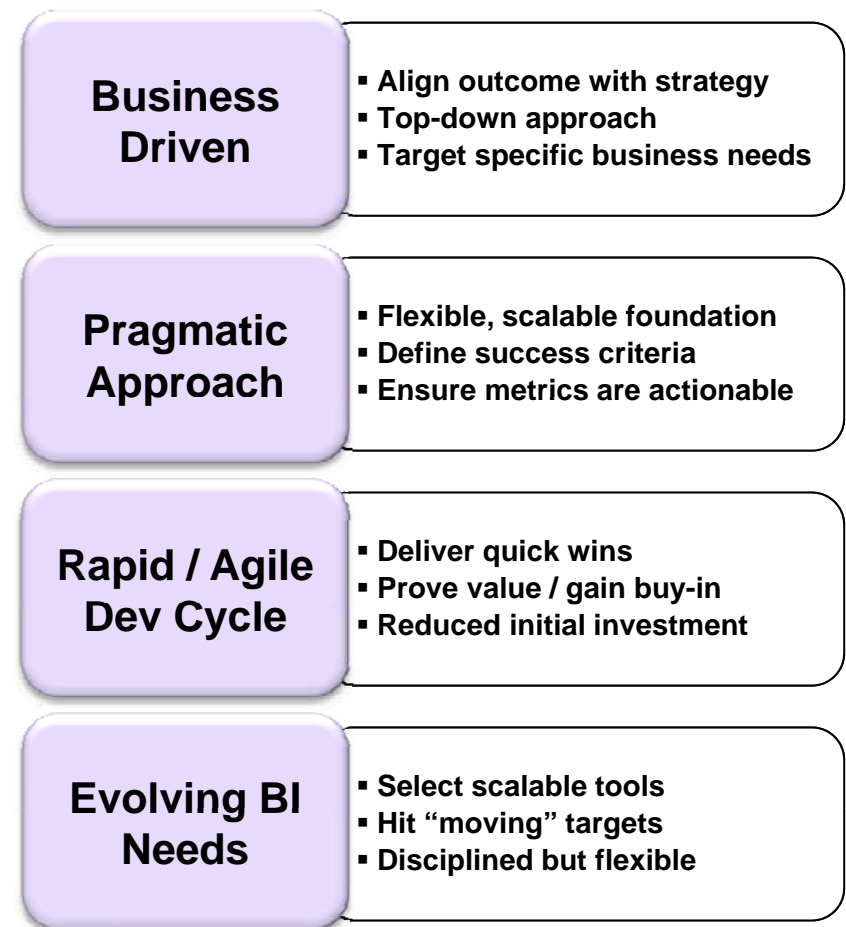 Business
Driven
▪ Align outcome with strategy
▪ Top-down approach
▪ Target specific business needs
Pragmatic
Approach
▪ Flexible, scalable foundation
▪ Define success criteria
▪ Ensure metrics are actionable
Rapid / Agile
Dev Cycle
▪ Deliver quick wins
▪ Prove value / gain buy-in
▪ Reduced initial investment
Evolving BI
Needs
▪ Select scalable tools
▪ Hit “moving” targets
▪ Disciplined but flexible